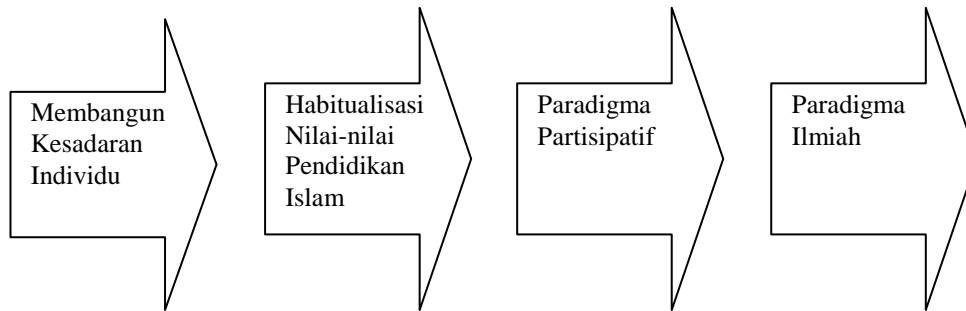 Membangun
Kesadaran
Individu
Habitualisasi
Nilai-nilai
Pendidikan
Islam
Paradigma
Partisipatif
Paradigma
Ilmiah